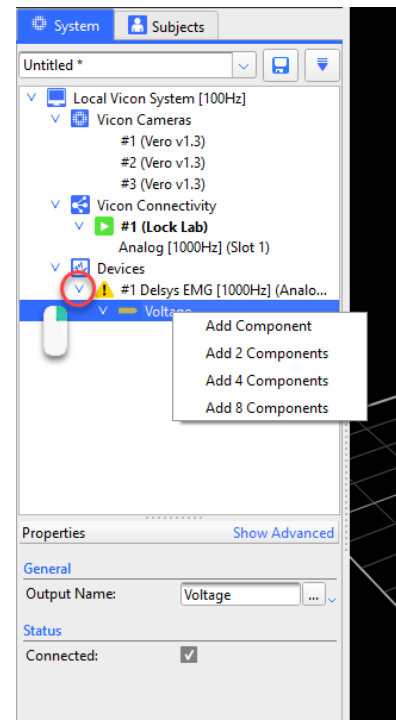 System
Subjects
Untitled *
Local Vicon System [100Hz]
Vicon Cameras
#1 (Vero v1.3)
#2 (Vero v1.3)
#3 (Vero v1.3)
Vicon Connectivity
#1 (Lock Lab)
Analog [1000Hz] (Slot 1)
Devices
#1 Delsys EMG [1000Hz] (Analo...
Voltage
Add Component
Add 2 Components
Add 4 Components
Add 8 Components
Properties
Show Advanced
General
Output Name:
Voltage
...
Status
Connected: